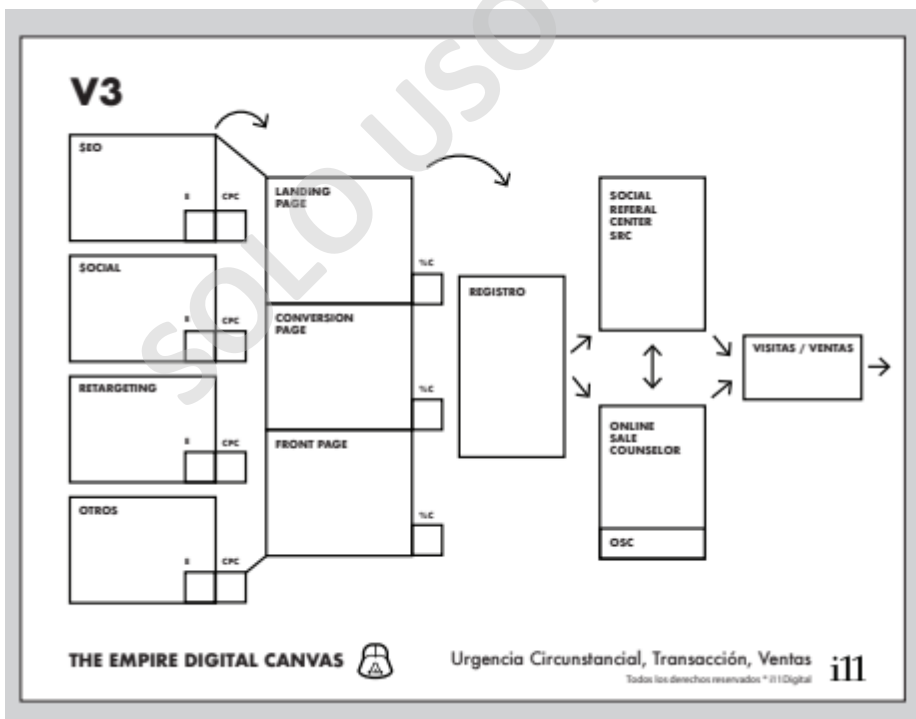 SOLO USO
V3
SEO
CPC
SOCIAL
CPC
RETARGETING
CPC
OTROS
CPC
LANDING
PAGE
%C
CONVERSION
PAGE
%C
FRONT PAGE
%C
REGISTRO
SOCIAL
REFERAL
CENTER
SRC
ONLINE
SALE
COUNSELOR
OSC
VISITAS / VENTAS
THE EMPIRE DIGITAL CANVAS
Urgencia Circunstancial, Transacción, Ventas
Todos los derechos reservados * i11Digital
i11